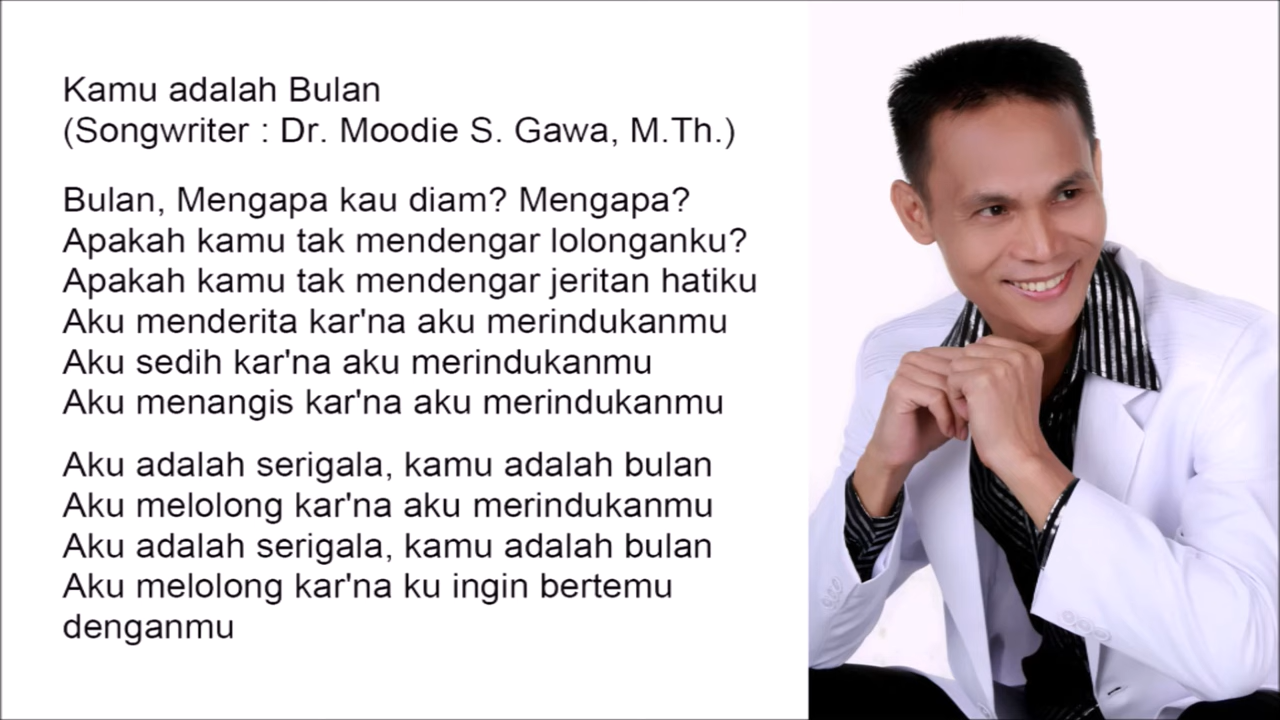 Kamu adalah Bulan
(Songwriter : Dr. Moodie S. Gawa, M.Th.)
Bulan, Mengapa kau diam? Mengapa?
Apakah kamu tak mendengar lolonganku?
Apakah kamu tak mendengar jeritan hatiku
Aku menderita kar'na aku merindukanmu
Aku sedih kar'na aku merindukanmu
Aku menangis kar'na aku merindukanmu
Aku adalah serigala, kamu adalah bulan
Aku melolong kar'na aku merindukanmu
Aku adalah serigala, kamu adalah bulan
Aku melolong kar'na ku ingin bertemu
denganmu